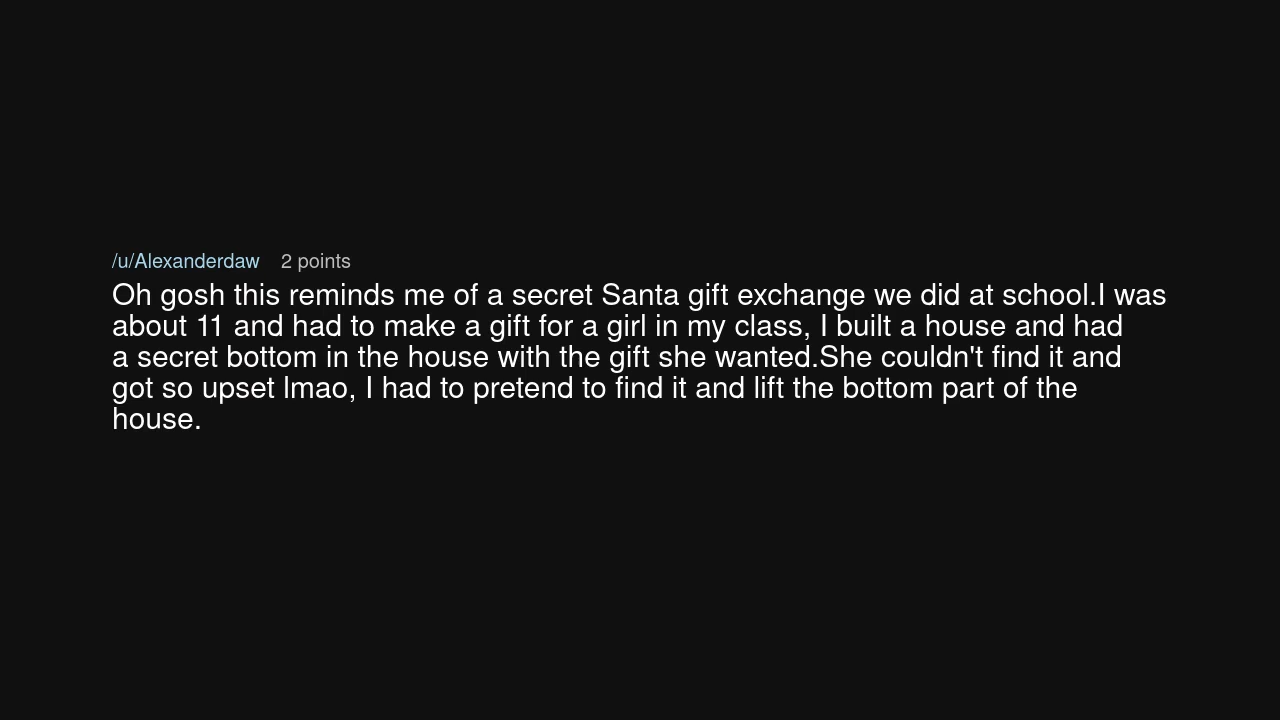 /u/Alexanderdaw 2 points
Oh gosh this reminds me of a secret Santa gift exchange we did at school.I was
about 11 and had to make a gift for a girl in my class, I built a house and had
a secret bottom in the house with the gift she wanted.She couldn't find it and
got so upset lmao, I had to pretend to find it and lift the bottom part of the
house.